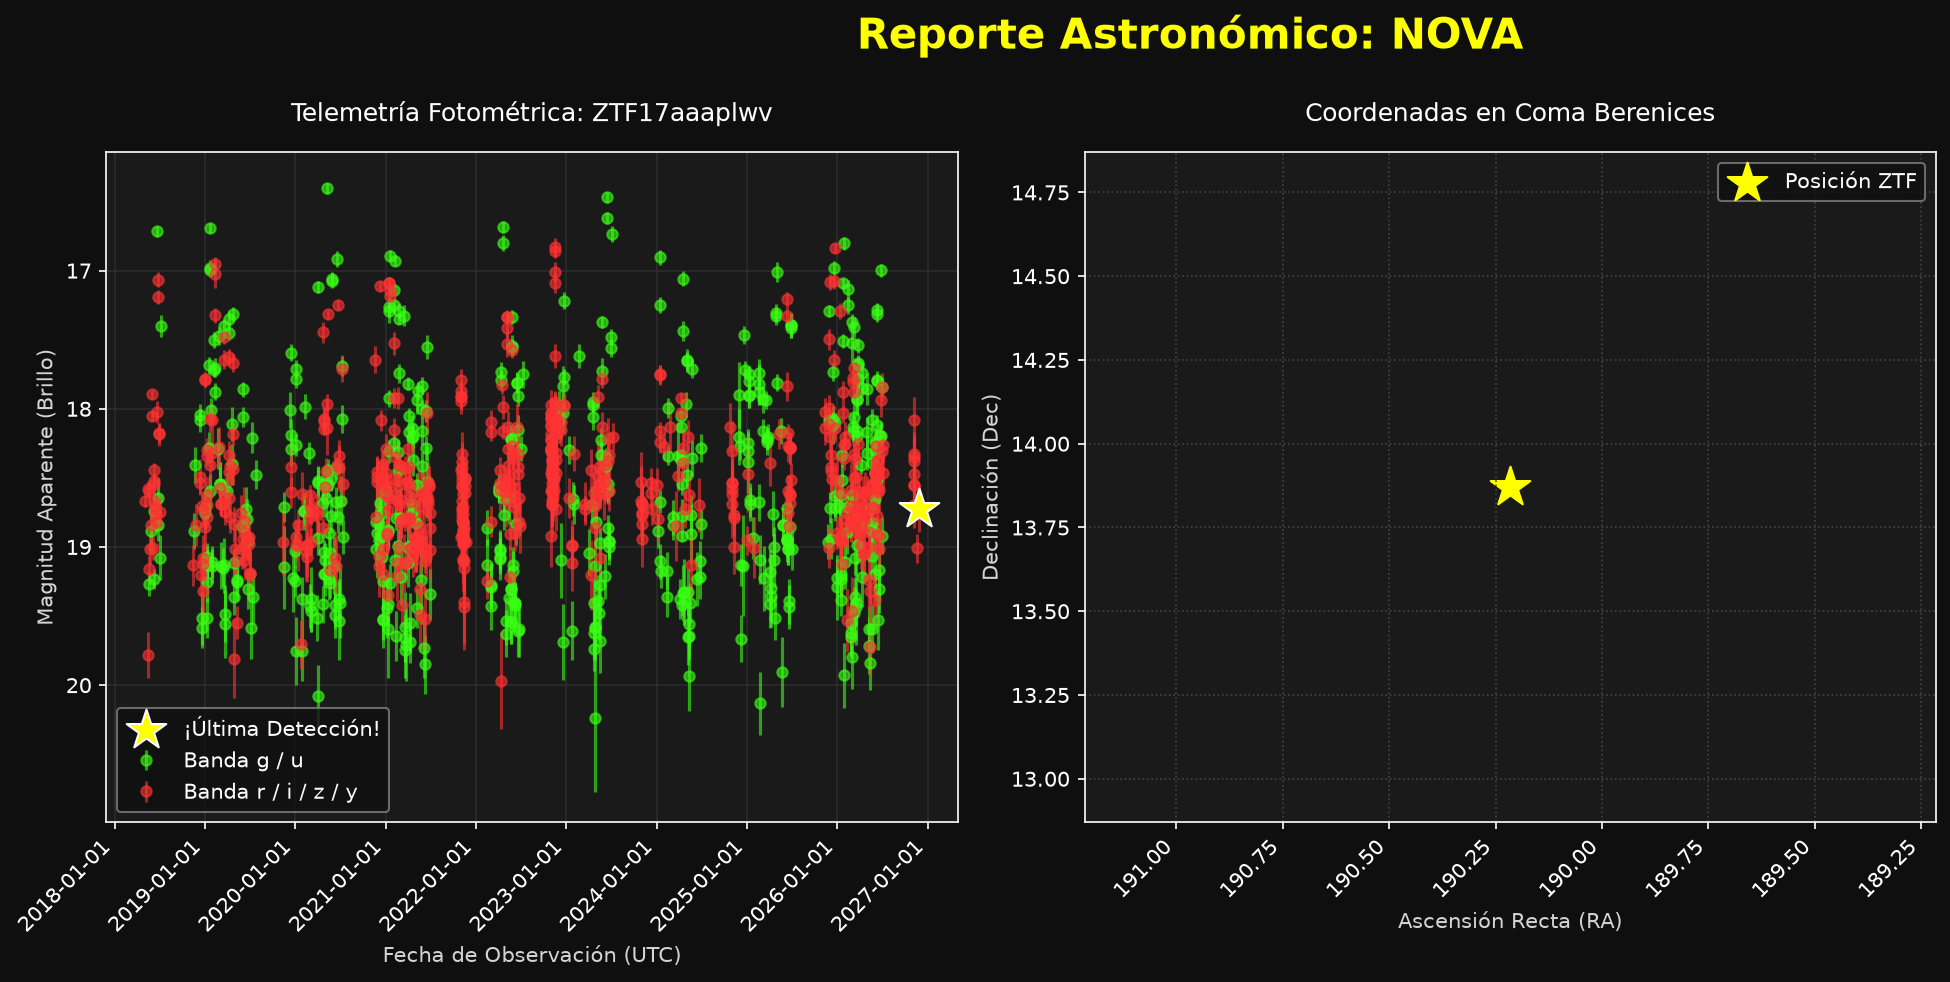 Reporte Astronómico: NOVA
Telemetría Fotométrica: ZTF17aaaplwv
Magnitud Aparente (Brillo)
17
18
19
20
¡Última Detección!
Banda g / u
Banda r / i / z / y
2018-01-01
2019-01-01
2020-01-01
2021-01-01
2022-01-01
2023-01-01
2024-01-01
2025-01-01
2026-01-01
2027-01-01
Fecha de Observación (UTC)
Coordenadas en Coma Berenices
Posición ZTF
Declinación (Dec)
14.75
14.50
14.25
14.00
13.75
13.50
13.25
13.00
191.00
190.75
190.50
190.25
190.00
189.75
189.50
189.25
Ascensión Recta (RA)